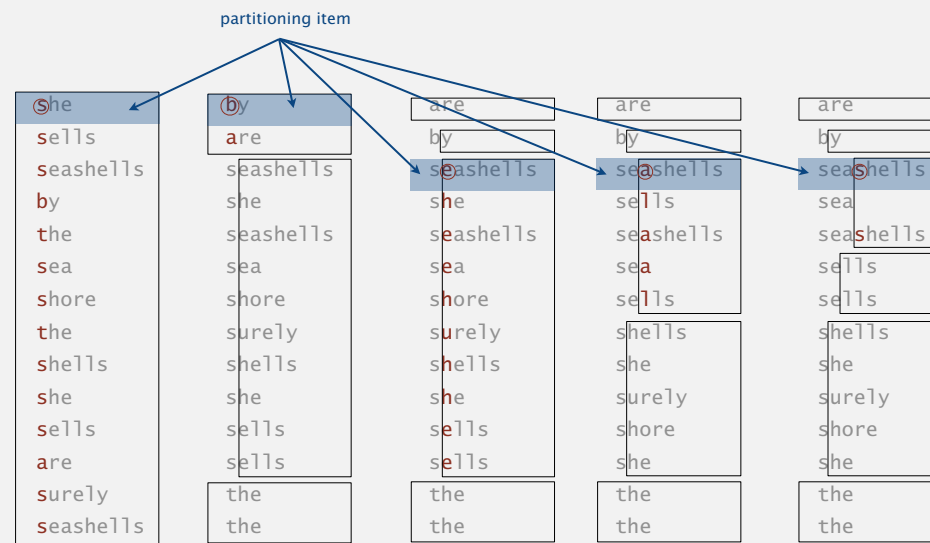 partitioning item
she by are are are
sells are by by by
seashells seashells seashells seashells seashells
by she she sells sea
the seashells seashells seashells seashells
sea sea sea sea sells
shore shore shore sells sells
the surely surely shells shells
shells shells shells she she
she she she surely surely
sells sells sells shore shore
are sells sells she she
surely the the the the
seashells the the the the